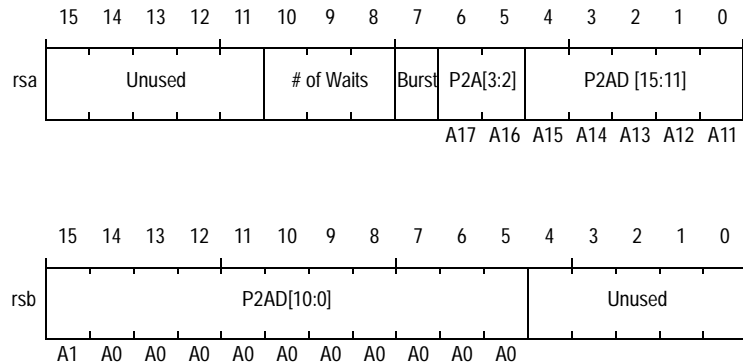 15 14 13 12 11 10 9 8 7 6 5 4 3 2 1 0
rsa Unused # of Waits Burst P2A[3:2] P2AD [15:11]
A17 A16 A15 A14 A13 A12 A11
15 14 13 12 11 10 9 8 7 6 5 4 3 2 1 0
rsb P2AD[10:0] Unused
A1 A0 A0 A0 A0 A0 A0 A0 A0 A0 A0